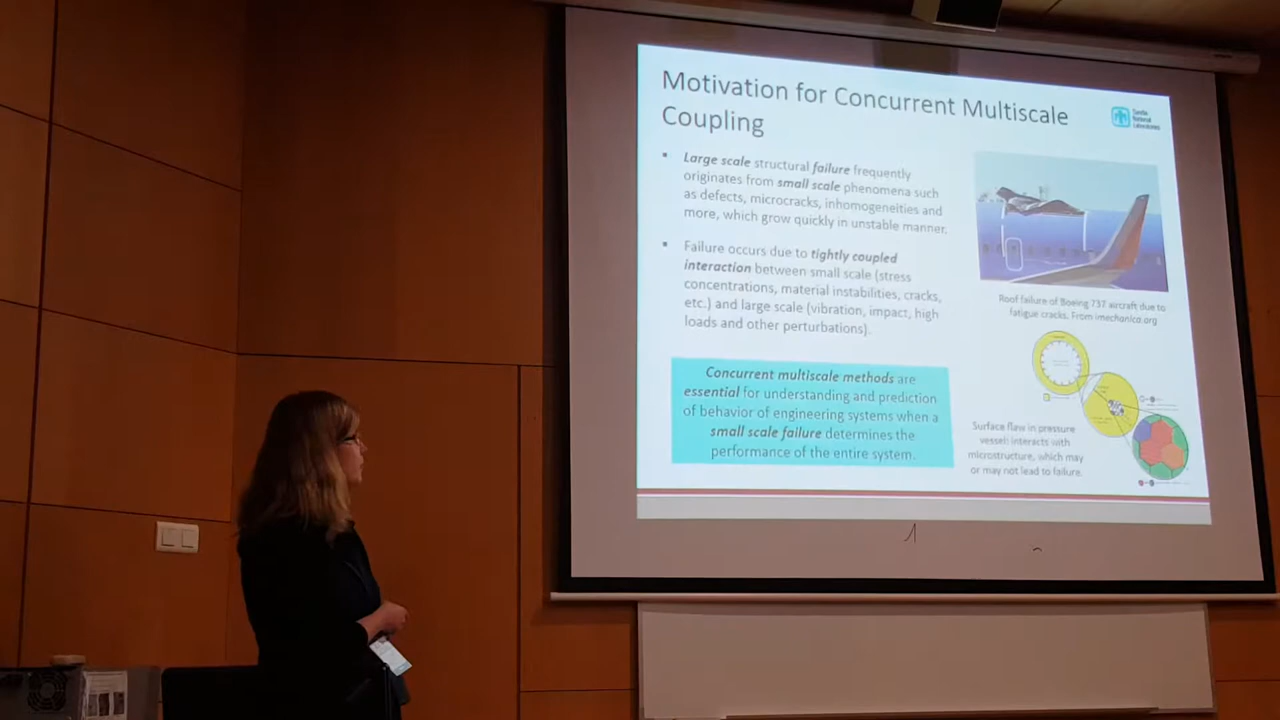 Motivation for Concurrent Multiscale
Coupling
Sandia
National
Laboratories
Large scale structural failure frequently
originates from small scale phenomena such
as defects, microcracks, inhomogeneities and
more, which grow quickly in unstable manner.
Failure occurs due to tightly coupled
interaction between small scale (stress
concentrations, material instabilities, cracks,
etc.) and large scale (vibration, impact, high
loads and other perturbations).
Concurrent multiscale methods are
essential for understanding and prediction
of behavior of engineering systems when a
small scale failure determines the
performance of the entire system.
Roof failure of Boeing 737 aircraft due to
fatigue cracks. From imechanica.org
Surface flaw in pressure
vessel: interacts with
microstructure, which may
or may not lead to failure.